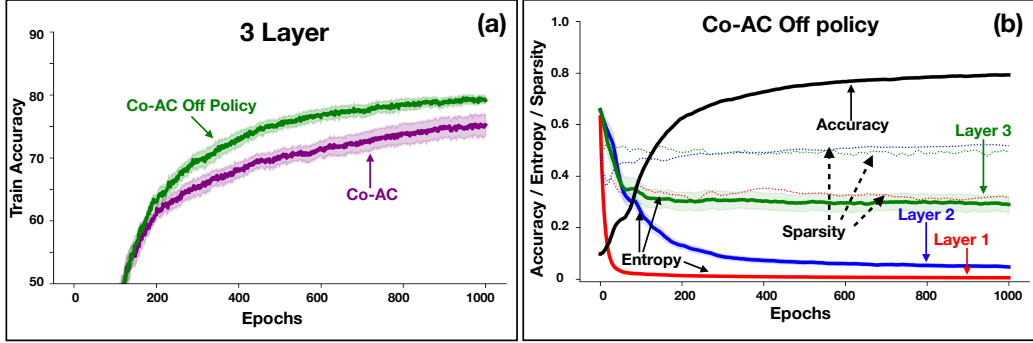 3 Layer
(a)
90
80
70
60
50
Train Accuracy
Co-AC Off Policy
Co-AC
0
200
400
600
800
1000
Epochs
Co-AC Off policy
(b)
1.0
0.8
0.6
0.4
0.2
0
Accuracy / Entropy / Sparsity
Accuracy
Layer 3
Sparsity
Layer 2
Layer 1
Entropy
0
200
400
600
800
1000
Epochs